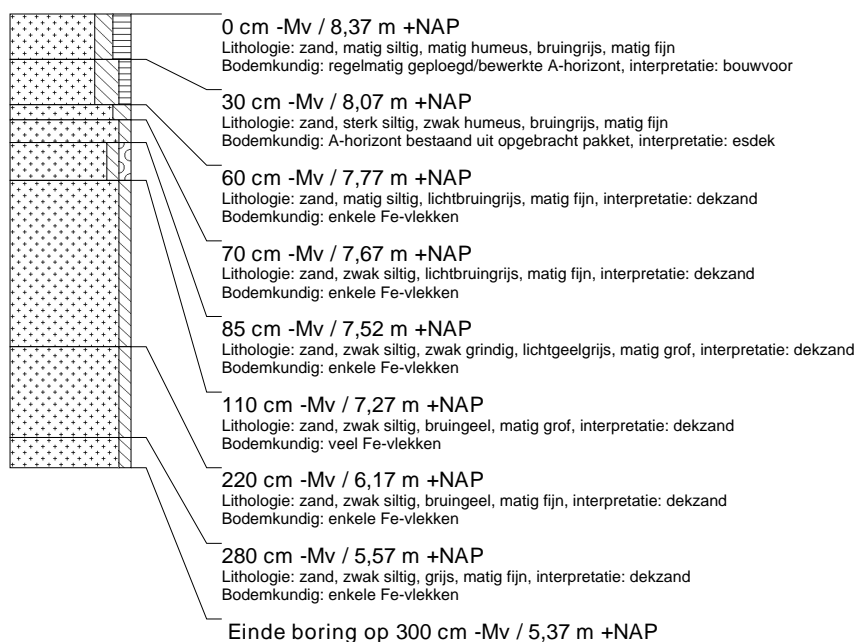 0 cm -Mv / 8,37 m +NAP
Lithologie: zand, matig siltig, matig humeus, bruingrijs, matig fijn
Bodemkundig: regelmatig geploegd/bewerkte A-horizont, interpretatie: bouwvoor
30 cm -Mv / 8,07 m +NAP
Lithologie: zand, sterk siltig, zwak humeus, bruingrijs, matig fijn
Bodemkundig: A-horizont bestaand uit opgebracht pakket, interpretatie: esdek
60 cm -Mv / 7,77 m +NAP
Lithologie: zand, matig siltig, lichtbruingrijs, matig fijn, interpretatie: dekzand
Bodemkundig: enkele Fe-vlekken
70 cm -Mv / 7,67 m +NAP
Lithologie: zand, zwak siltig, lichtbruingrijs, matig fijn, interpretatie: dekzand
Bodemkundig: enkele Fe-vlekken
85 cm -Mv / 7,52 m +NAP
Lithologie: zand, zwak siltig, zwak grindig, lichtgeelgrijs, matig grof, interpretatie: dekzand
Bodemkundig: enkele Fe-vlekken
110 cm -Mv / 7,27 m +NAP
Lithologie: zand, zwak siltig, bruingeel, matig grof, interpretatie: dekzand
Bodemkundig: veel Fe-vlekken
220 cm -Mv / 6,17 m +NAP
Lithologie: zand, zwak siltig, bruingeel, matig fijn, interpretatie: dekzand
Bodemkundig: enkele Fe-vlekken
280 cm -Mv / 5,57 m +NAP
Lithologie: zand, zwak siltig, grijs, matig fijn, interpretatie: dekzand
Bodemkundig: enkele Fe-vlekken
Einde boring op 300 cm -Mv / 5,37 m +NAP